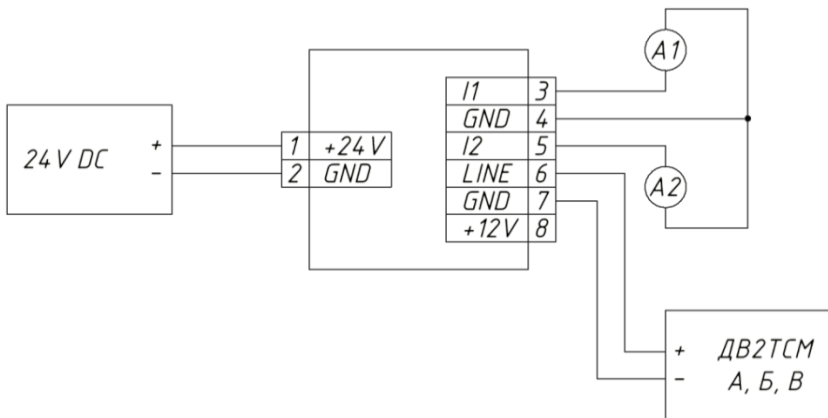 24V DC
+
-
1 +24V
2 GND
I1 3
GND 4
I2 5
LINE 6
GND 7
+12V 8
A1
A2
+
-
ДВ2ТСМ
А, Б, В